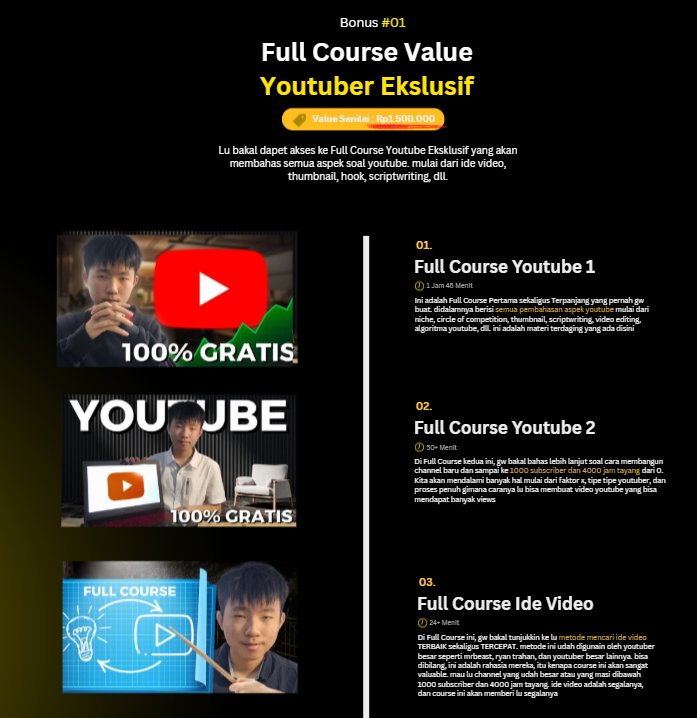 Bonus #01
Full Course Value
Youtuber Ekslusif
Value Senilai : Rp1.500.000
Lu bakal dapet akses ke Full Course Youtube Eksklusif yang akan
membahas semua aspek soal youtube. mulai dari ide video,
thumbnail, hook, scriptwriting, dll.
100% GRATIS
01.
Full Course Youtube 1
1 Jam 46 Menit
Ini adalah Full Course Pertama sekaligus Terpanjang yang pernah gw
buat. didalamnya berisi semua pembahasan aspek youtube mulai dari
niche, circle of competition, thumbnail, scriptwriting, video editing,
algoritma youtube, dll. ini adalah materi terdaging yang ada disini
YOUTUBE
100% GRATIS
02.
Full Course Youtube 2
50+ Menit
Di Full Course kedua ini, gw bakal bahas lebih lanjut soal cara membangun
channel baru dan sampai ke 1000 subscriber dan 4000 jam tayang dari 0.
Kita akan mendalami banyak hal mulai dari faktor x, tipe tipe youtuber, dan
proses penuh gimana caranya lu bisa membuat video youtube yang bisa
mendapat banyak views
FULL COURSE
03.
Full Course Ide Video
24+ Menit
Di Full Course ini, gw bakal tunjukkin ke lu metode mencari ide video
TERBAIK sekaligus TERCEPAT. metode ini udah digunain oleh youtuber
besar seperti mrbeast, ryan trahan, dan youtuber besar lainnya. bisa
dibilang, ini adalah rahasia mereka, itu kenapa course ini akan sangat
valuable. mau lu channel yang udah besar atau yang masi dibawah
1000 subscriber dan 4000 jam tayang. ide video adalah segalanya,
dan course ini akan memberi lu segalanya